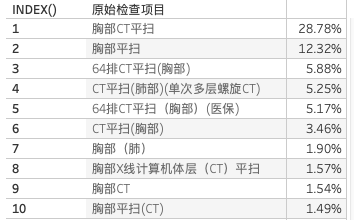 INDEX() 原始检查项目
1 胸部CT平扫 28.78%
2 胸部平扫 12.32%
3 64排CT平扫(胸部) 5.88%
4 CT平扫(肺部)(单次多层螺旋CT) 5.25%
5 64排CT平扫（胸部）(医保) 5.17%
6 CT平扫(胸部) 3.46%
7 胸部（肺） 1.90%
8 胸部X线计算机体层（CT）平扫 1.57%
9 胸部CT 1.54%
10 胸部平扫(CT) 1.49%